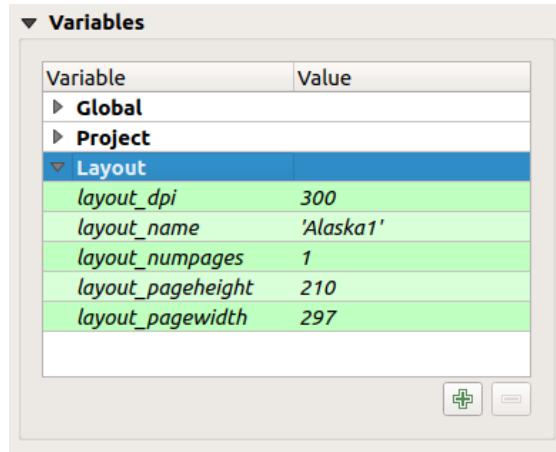 Variables
Variable Value
Global
Project
Layout
layout_dpi 300
layout_name 'Alaska1'
layout_numpages 1
layout_pageheight 210
layout_pagewidth 297